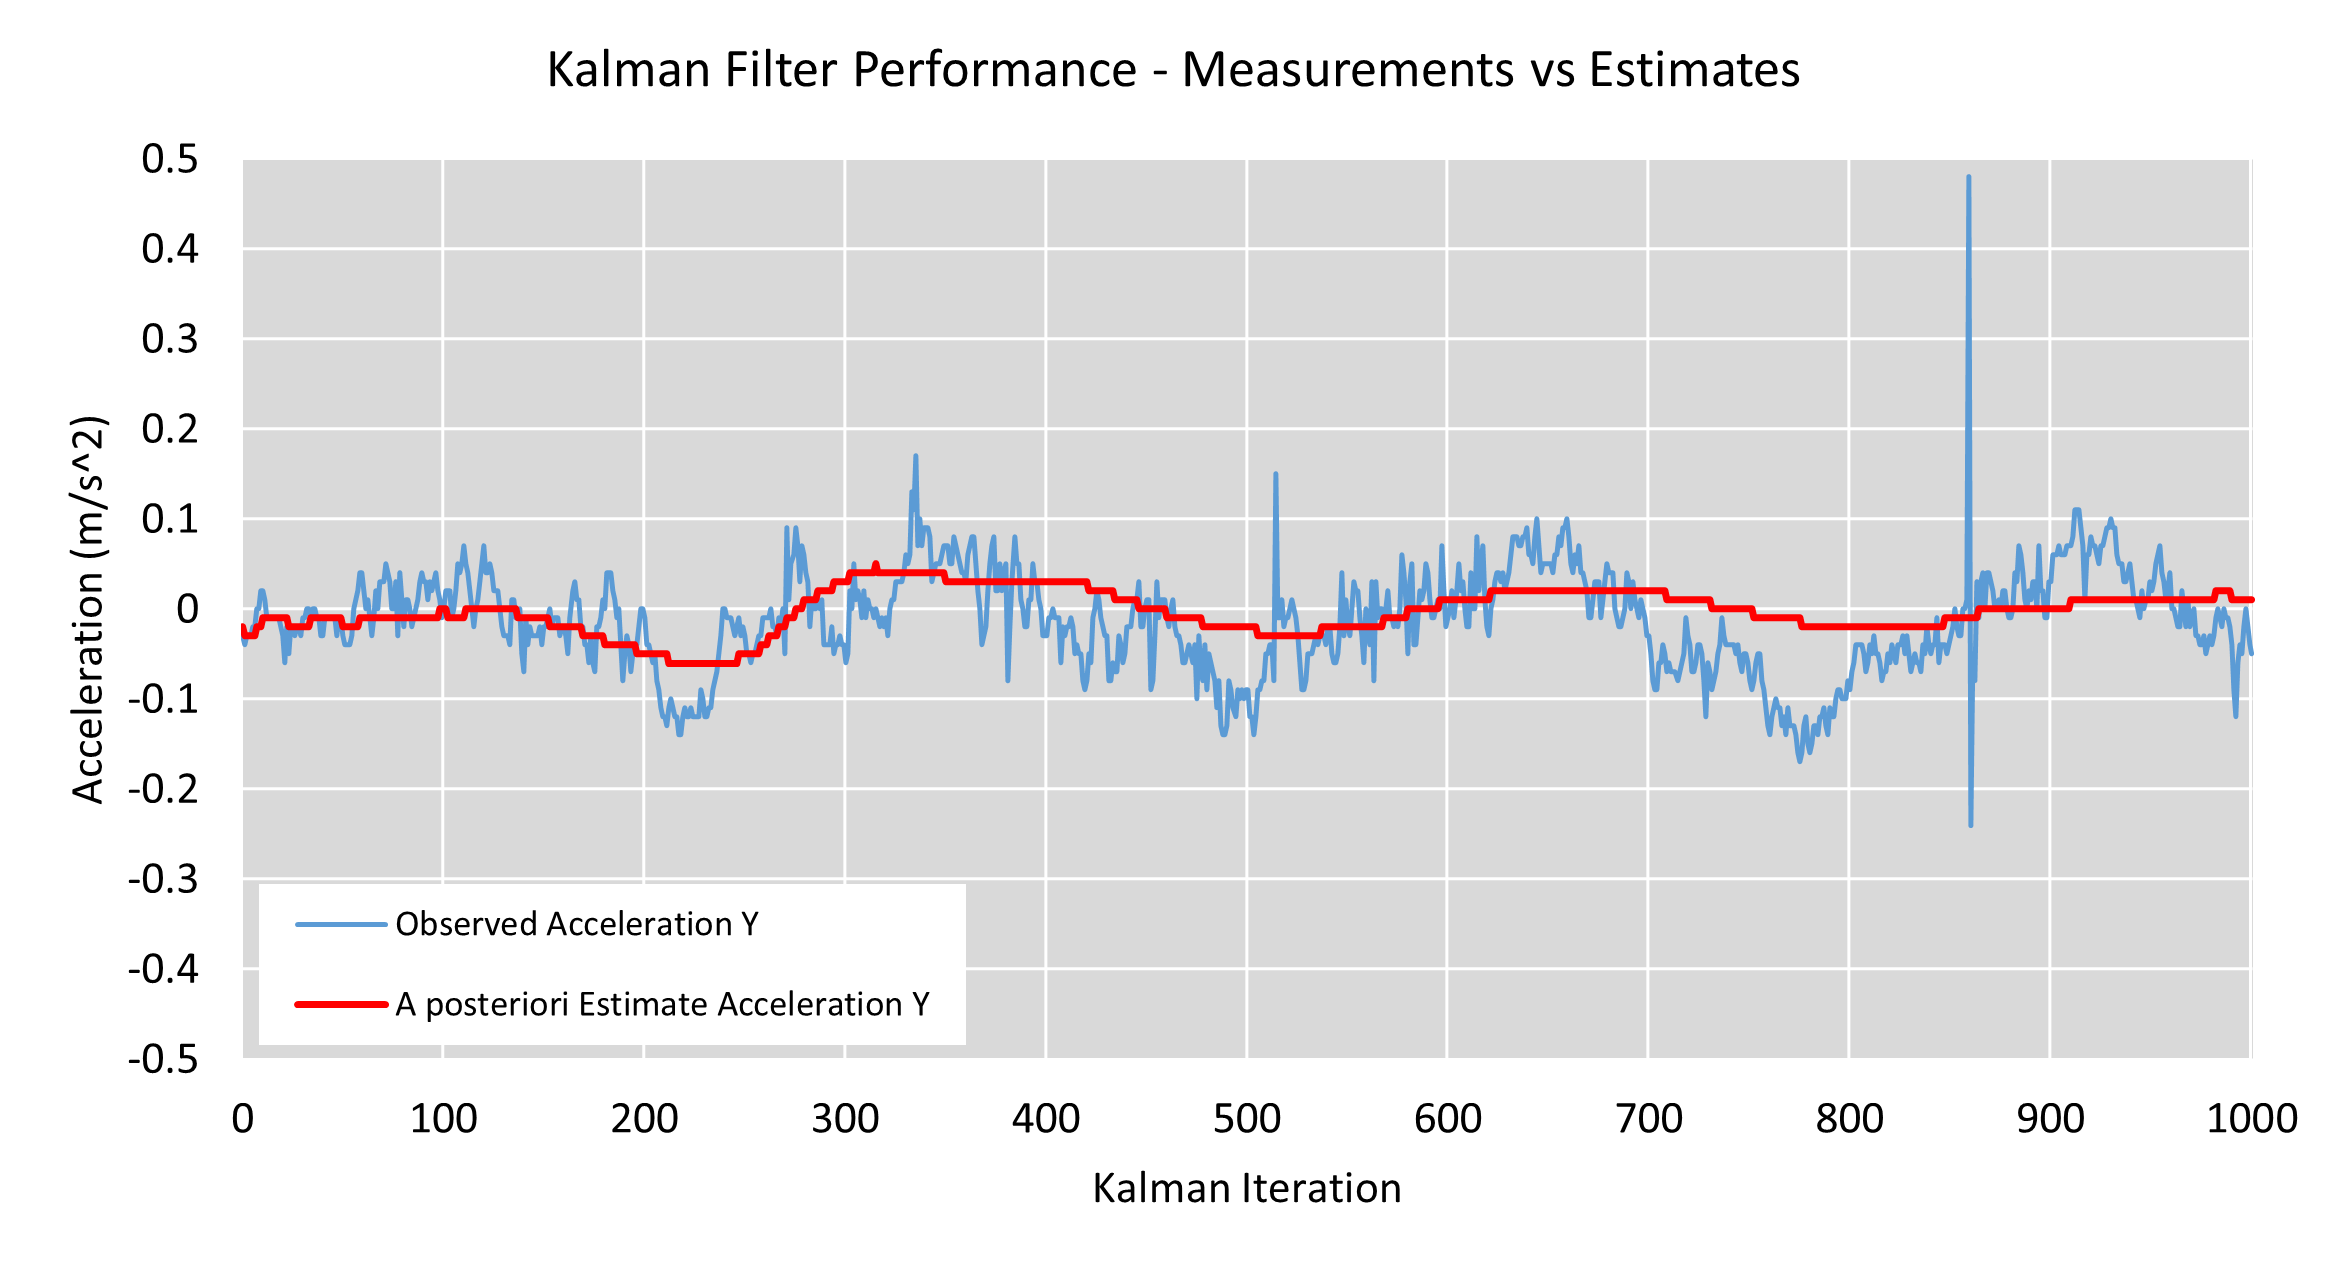 Kalman Filter Performance - Measurements vs Estimates
0.5
0.4
0.3
0.2
0.1
0
-0.1
-0.2
-0.3
-0.4
-0.5
Acceleration (m/s^2)
Observed Acceleration Y
A posteriori Estimate Acceleration Y
0 100 200 300 400 500 600 700 800 900 1000
Kalman Iteration